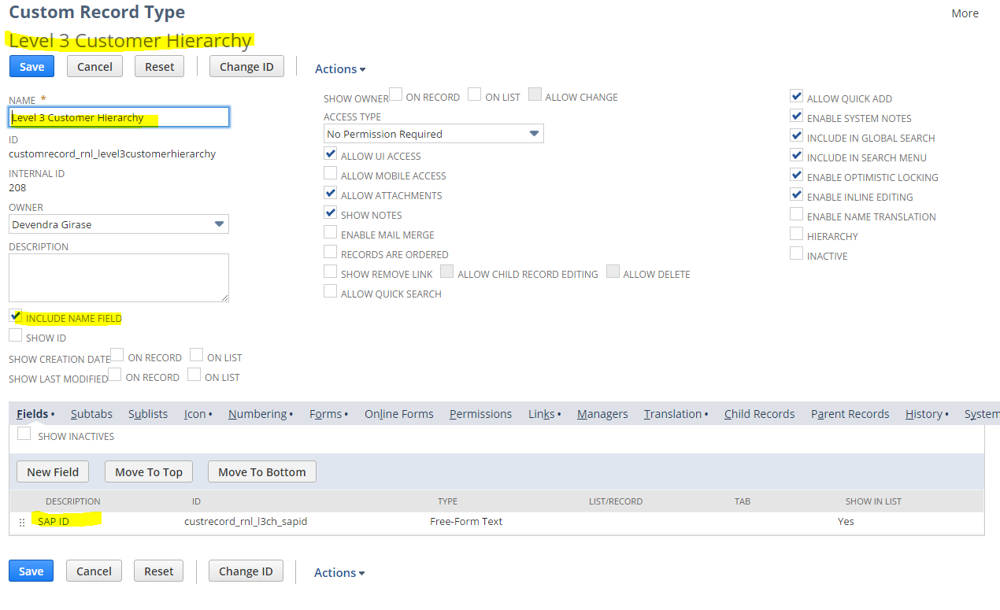 Custom Record Type
More
Level 3 Customer Hierarchy
Save Cancel Reset Change ID Actions
NAME *
Level 3 Customer Hierarchy
ID
customrecord_rnl_level3customerhierarchy
INTERNAL ID
208
OWNER
Devendra Girase
DESCRIPTION
INCLUDE NAME FIELD
SHOW ID
SHOW CREATION DATE ON RECORD ON LIST
SHOW LAST MODIFIED ON RECORD ON LIST
SHOW OWNER ON RECORD ON LIST ALLOW CHANGE
ACCESS TYPE
No Permission Required
ALLOW UI ACCESS
ALLOW MOBILE ACCESS
ALLOW ATTACHMENTS
SHOW NOTES
ENABLE MAIL MERGE
RECORDS ARE ORDERED
SHOW REMOVE LINK ALLOW CHILD RECORD EDITING ALLOW DELETE
ALLOW QUICK SEARCH
ALLOW QUICK ADD
ENABLE SYSTEM NOTES
INCLUDE IN GLOBAL SEARCH
INCLUDE IN SEARCH MENU
ENABLE OPTIMISTIC LOCKING
ENABLE INLINE EDITING
ENABLE NAME TRANSLATION
HIERARCHY
INACTIVE
Fields • Subtabs Sublists Icon • Numbering • Forms • Online Forms Permissions Links • Managers Translation • Child Records Parent Records History • System
SHOW INACTIVES
New Field Move To Top Move To Bottom
DESCRIPTION ID TYPE LIST/RECORD TAB SHOW IN LIST
SAP ID custrecord_rnl_l3ch_sapid Free-Form Text Yes
Save Cancel Reset Change ID Actions